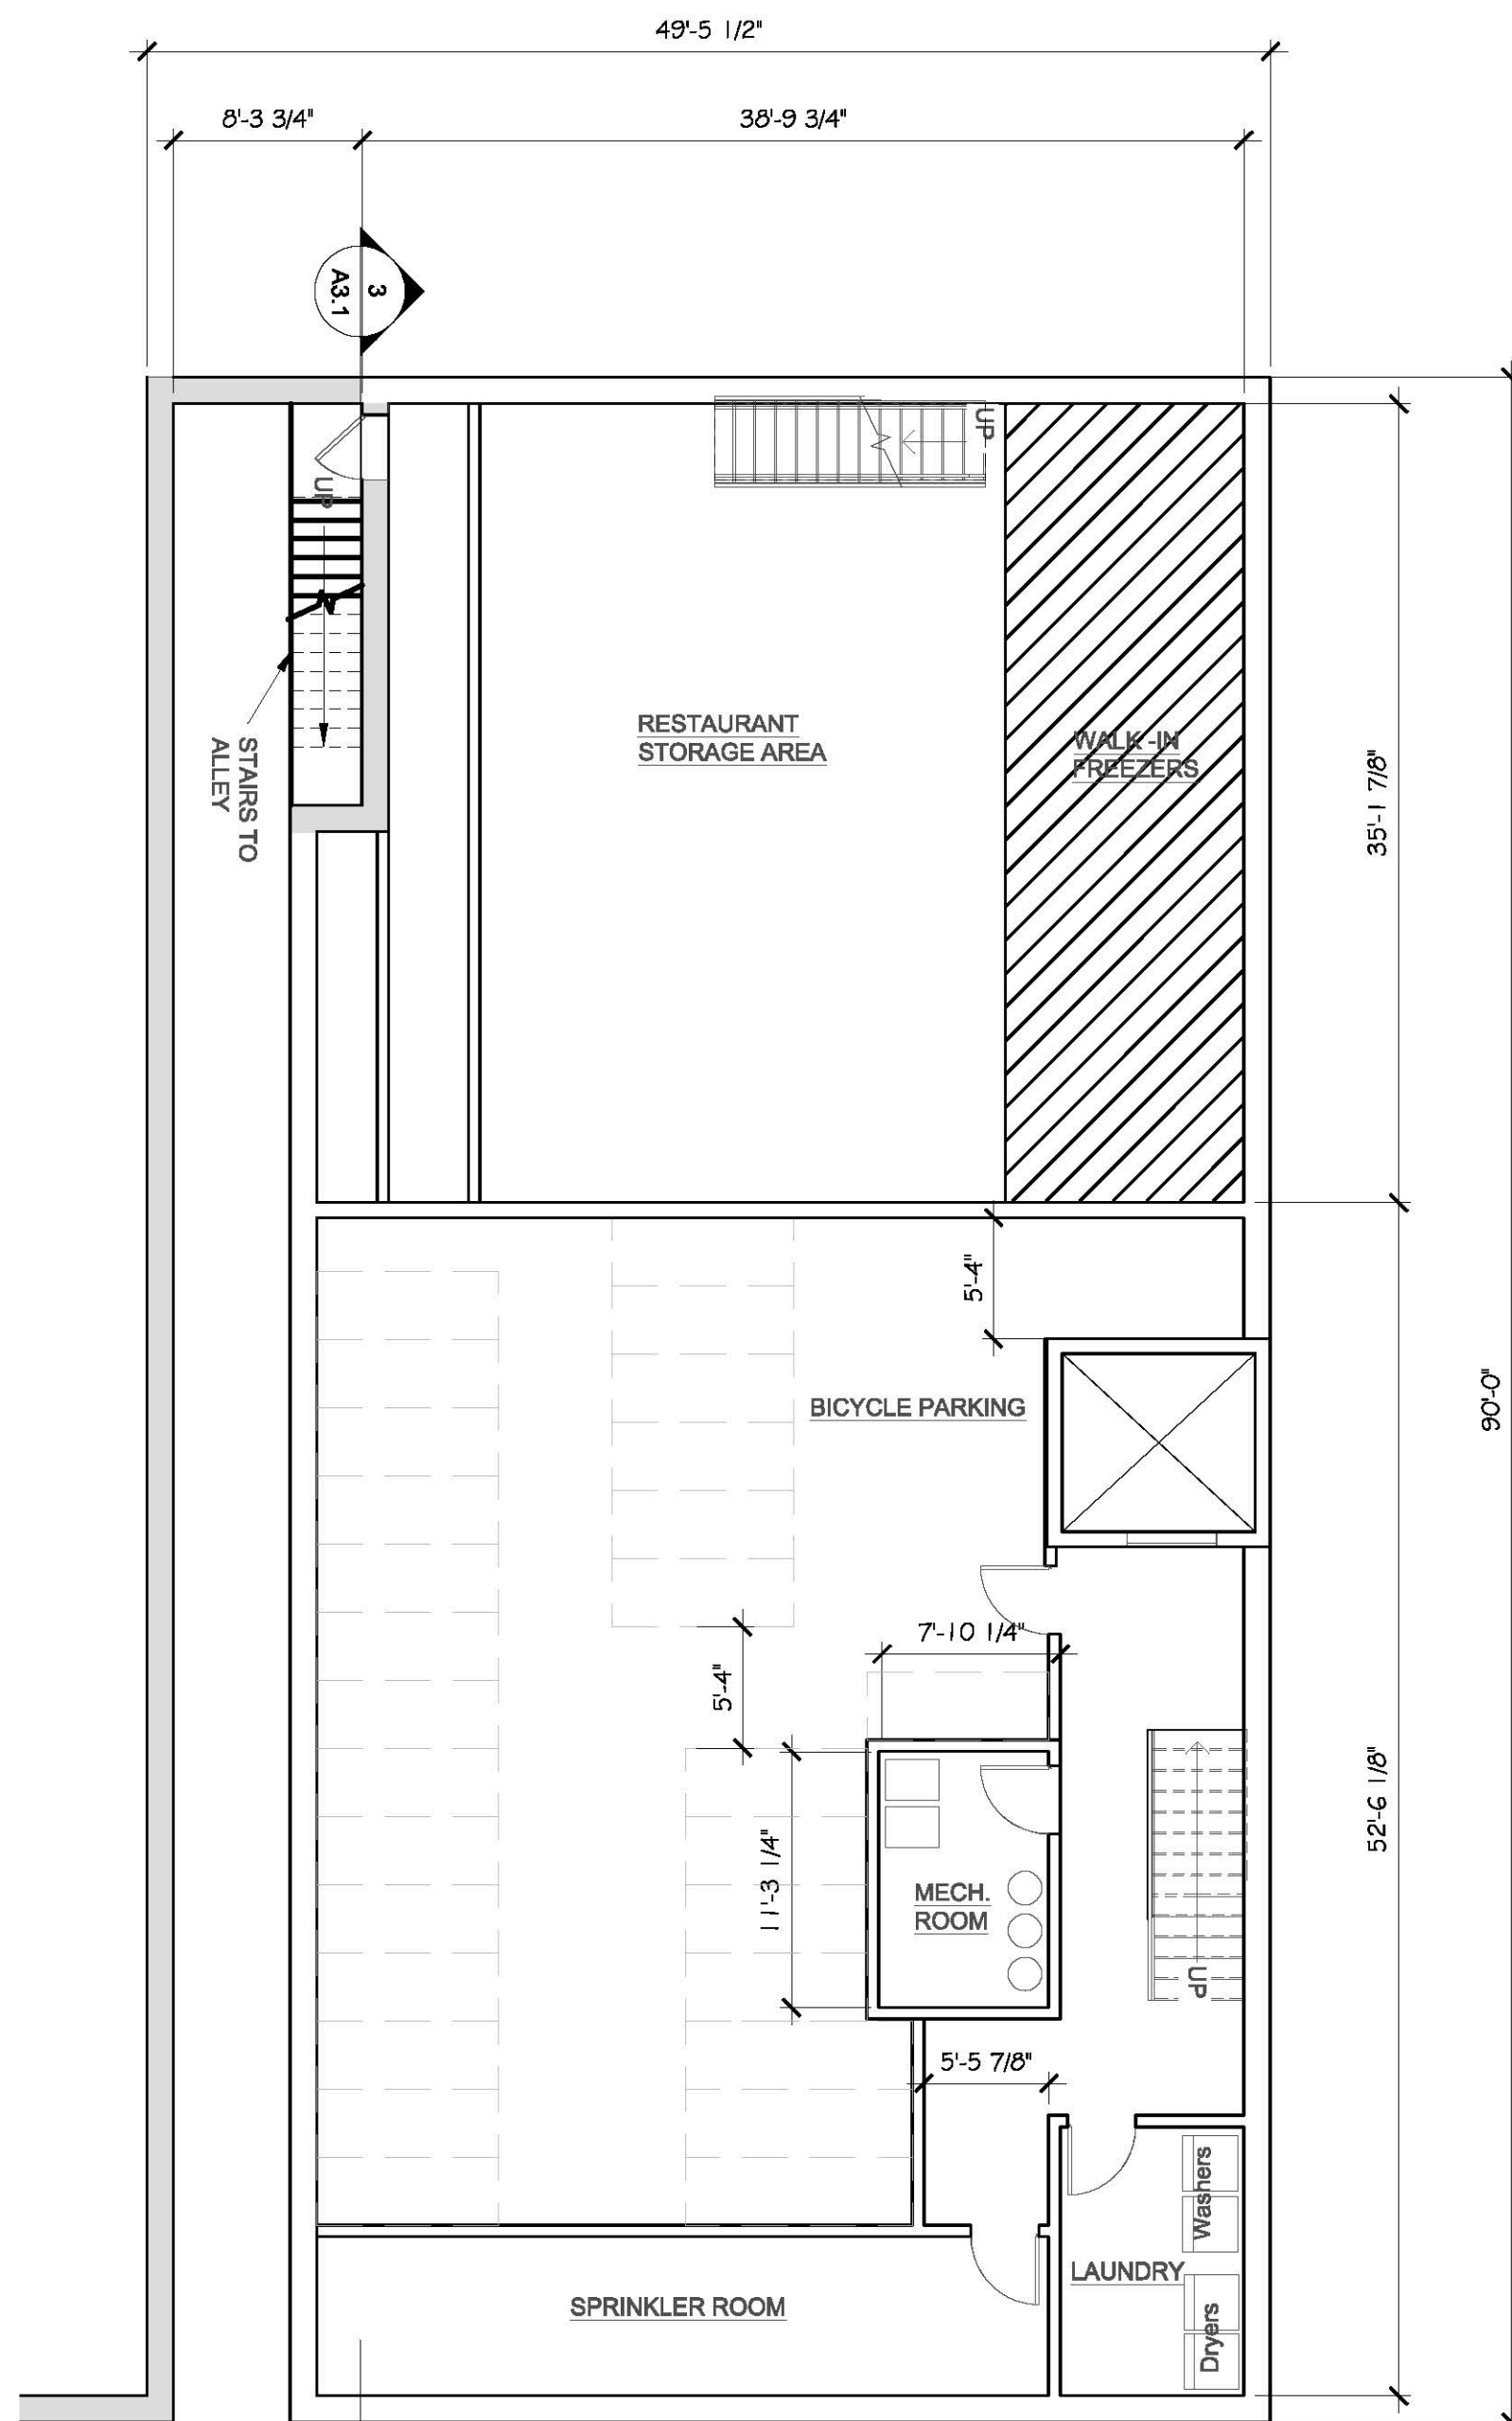 49'-5 1/2"
8'-3 3/4"
38'-9 3/4"
3
A3.1
UP
UP
RESTAURANT
STORAGE AREA
WALK -IN
FREEZERS
STAIRS TO
ALLEY
35'-1 7/8"
5'-4"
BICYCLE PARKING
90'-0"
7'-10 1/4"
5'-4"
11'-3 1/4"
MECH.
ROOM
52'-6 1/8"
UP
5'-5 7/8"
Washers
LAUNDRY
Dryers
SPRINKLER ROOM